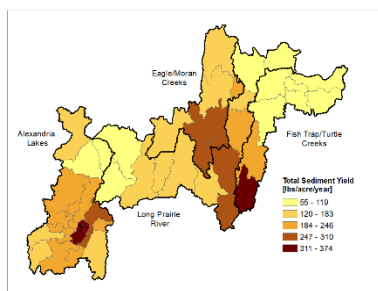 Eagle/Moran
Creeks
Alexandria
Lakes
Fish Trap/Turtle
Creeks
Long Prairie
River
Total Sediment Yield
[lbs/acre/year]
55 - 119
120 - 183
184 - 246
247 - 310
311 - 374